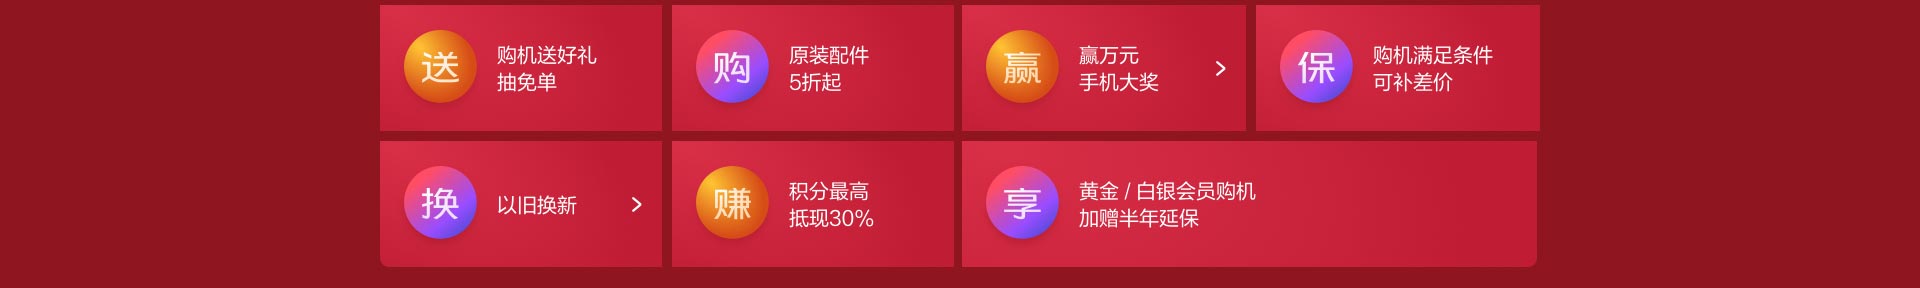 送
购机送好礼
抽免单
购
原装配件
5折起
赢
赢万元
手机大奖
保
购机满足条件
可补差价
换
以旧换新
赚
积分最高
抵现30%
享
黄金 / 白银会员购机
加赠半年延保